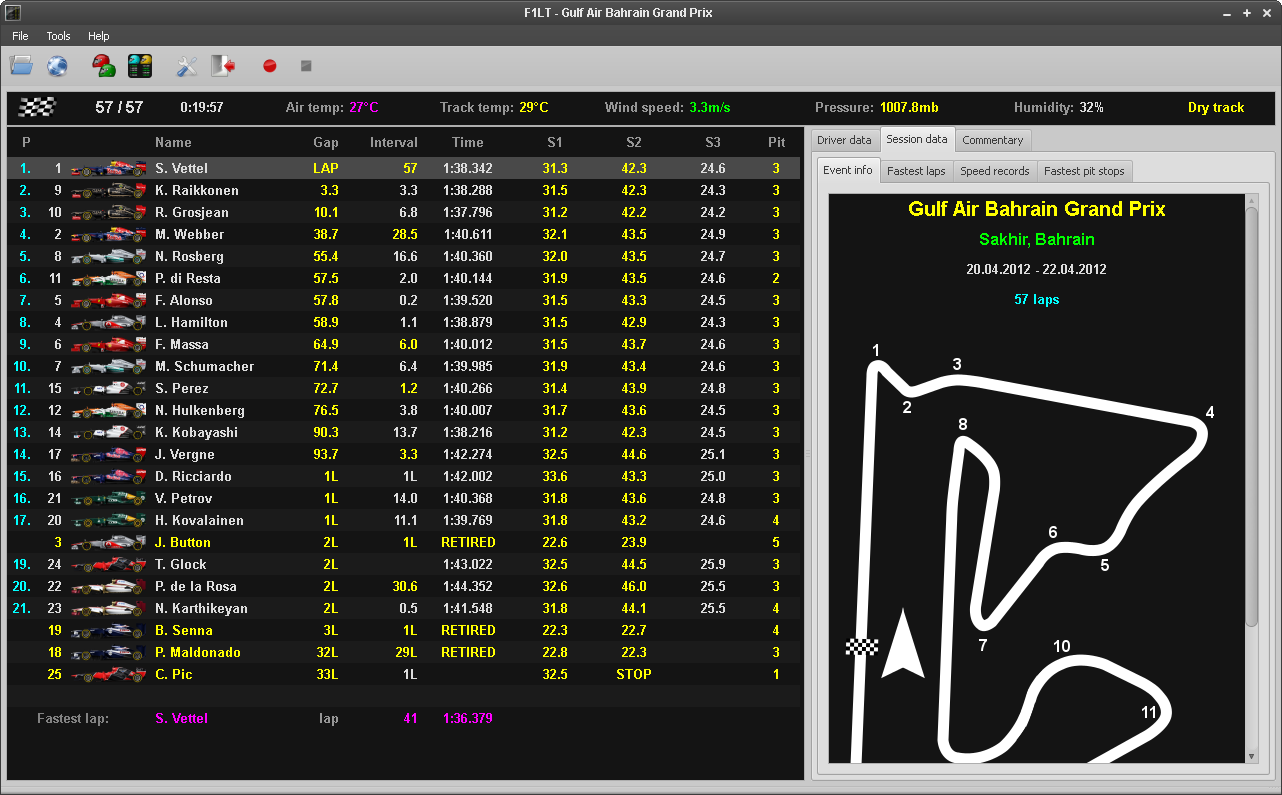 F1LT - Gulf Air Bahrain Grand Prix
File Tools Help
57 / 57 0:19:57 Air temp: 27°C Track temp: 29°C Wind speed: 3.3m/s Pressure: 1007.8mb Humidity: 32% Dry track
P Name Gap Interval Time S1 S2 S3 Pit
1. 1 S. Vettel LAP 57 1:38.342 31.3 42.3 24.6 3
2. 9 K. Raikkonen 3.3 3.3 1:38.288 31.5 42.3 24.3 3
3. 10 R. Grosjean 10.1 6.8 1:37.796 31.2 42.2 24.2 3
4. 2 M. Webber 38.7 28.5 1:40.611 32.1 43.5 24.9 3
5. 8 N. Rosberg 55.4 16.6 1:40.360 32.0 43.5 24.7 3
6. 11 P. di Resta 57.5 2.0 1:40.144 31.9 43.5 24.6 2
7. 5 F. Alonso 57.8 0.2 1:39.520 31.5 43.3 24.5 3
8. 4 L. Hamilton 58.9 1.1 1:38.879 31.5 42.9 24.3 3
9. 6 F. Massa 64.9 6.0 1:40.012 31.5 43.7 24.6 3
10. 7 M. Schumacher 71.4 6.4 1:39.985 31.9 43.4 24.6 3
11. 15 S. Perez 72.7 1.2 1:40.266 31.4 43.9 24.8 3
12. 12 N. Hulkenberg 76.5 3.8 1:40.007 31.7 43.6 24.5 3
13. 14 K. Kobayashi 90.3 13.7 1:38.216 31.2 42.3 24.5 3
14. 17 J. Vergne 93.7 3.3 1:42.274 32.5 44.6 25.1 3
15. 16 D. Ricciardo 1L 1:42.002 33.6 43.3 25.0 3
16. 21 V. Petrov 1L 14.0 1:40.368 31.8 43.6 24.8 3
17. 20 H. Kovalainen 1L 11.1 1:39.769 31.8 43.2 24.6 4
3 J. Button 2L 1L RETIRED 22.6 23.9 5
19. 24 T. Glock 2L 1:43.022 32.5 44.5 25.9 3
20. 22 P. de la Rosa 2L 30.6 1:44.352 32.6 46.0 25.5 3
21. 23 N. Karthikeyan 2L 0.5 1:41.548 31.8 44.1 25.5 4
19 B. Senna 3L 1L RETIRED 22.3 22.7 4
18 P. Maldonado 32L 29L RETIRED 22.8 22.3 3
25 C. Pic 33L 1L 32.5 STOP 1
Fastest lap: S. Vettel lap 41 1:36.379
Driver data Session data Commentary
Event info Fastest laps Speed records Fastest pit stops
Gulf Air Bahrain Grand Prix
Sakhir, Bahrain
20.04.2012 - 22.04.2012
57 laps
1
3
2
4
8
6
5
7
10
11